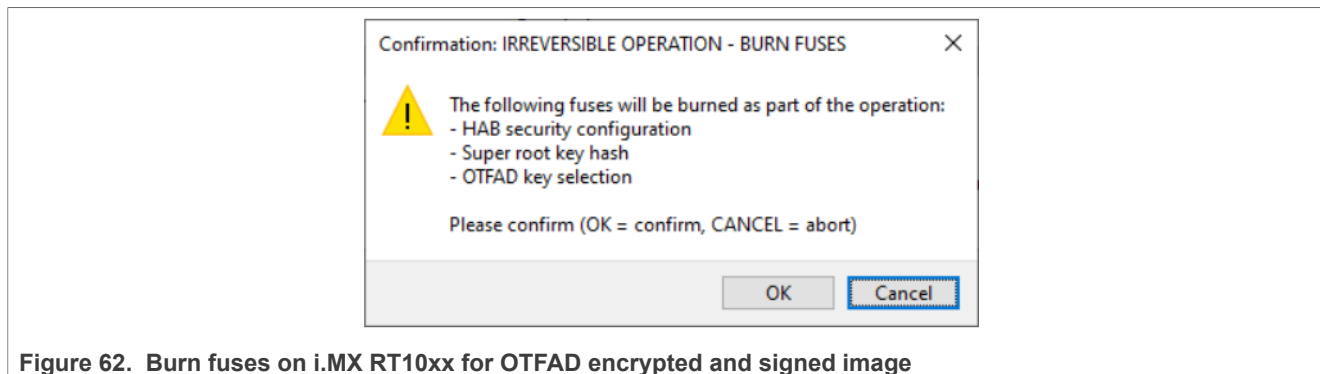 Confirmation: IRREVERSIBLE OPERATION - BURN FUSES
The following fuses will be burned as part of the operation:
- HAB security configuration
- Super root key hash
- OTFAD key selection
Please confirm (OK = confirm, CANCEL = abort)
OK Cancel
Figure 62. Burn fuses on i.MX RT10xx for OTFAD encrypted and signed image